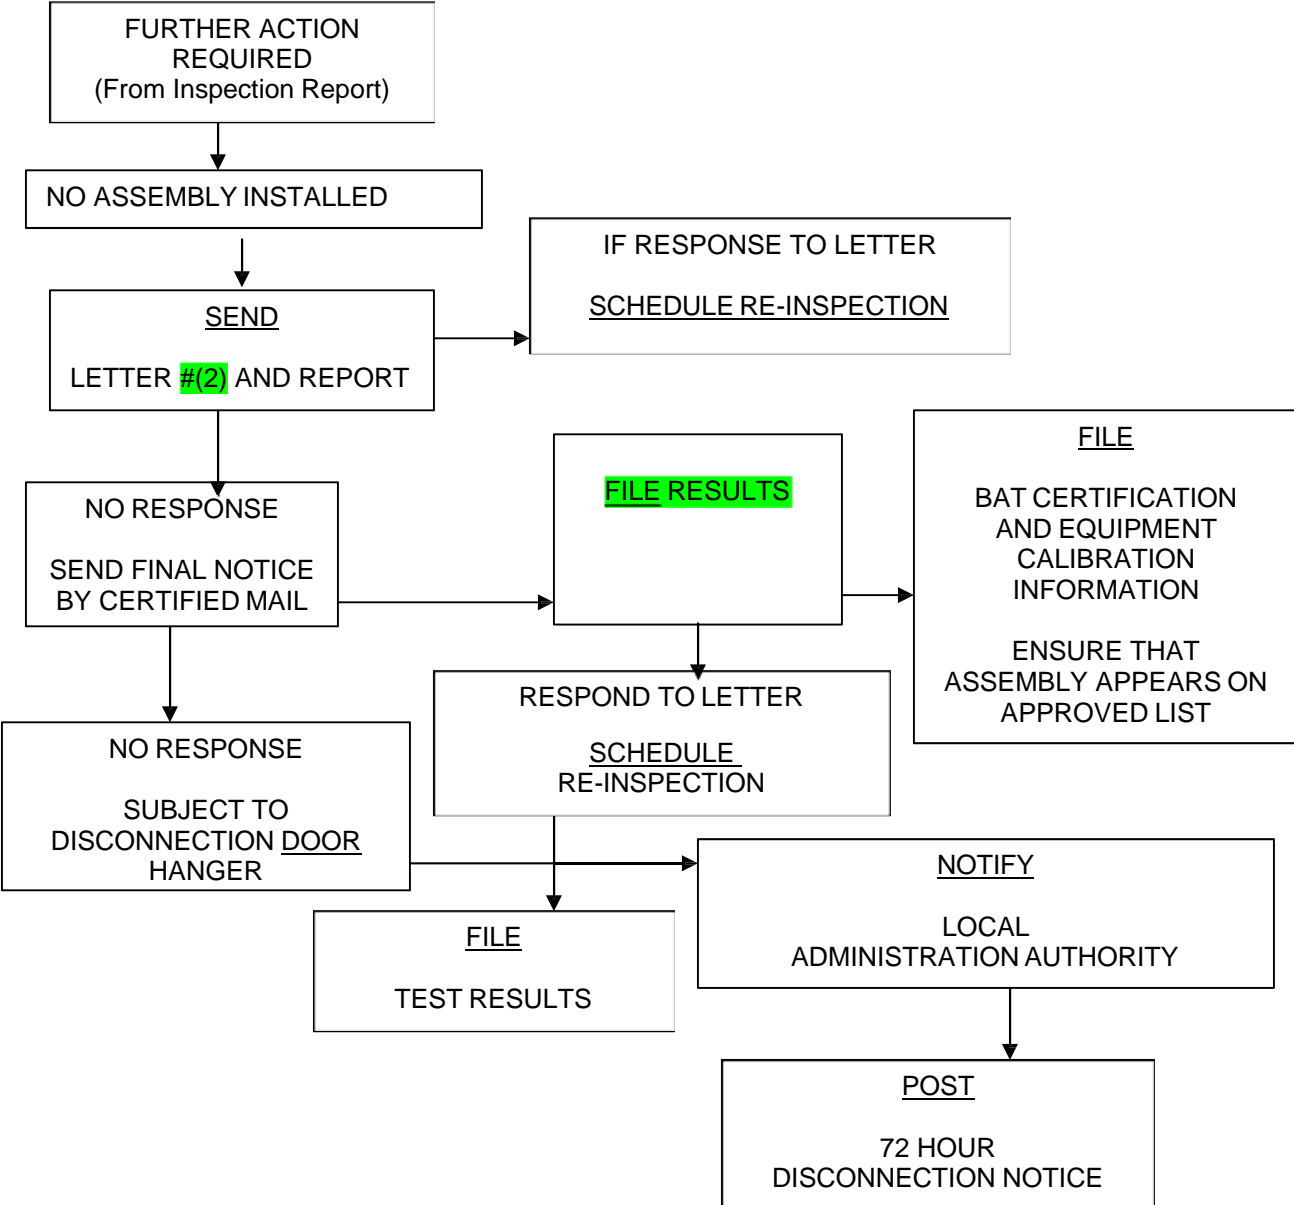 FURTHER ACTION
REQUIRED
(From Inspection Report)
NO ASSEMBLY INSTALLED
IF RESPONSE TO LETTER
SCHEDULE RE-INSPECTION
SEND
LETTER #(2) AND REPORT
FILE RESULTS
FILE
BAT CERTIFICATION
AND EQUIPMENT
CALIBRATION
INFORMATION
ENSURE THAT
ASSEMBLY APPEARS ON
APPROVED LIST
NO RESPONSE
SEND FINAL NOTICE
BY CERTIFIED MAIL
RESPOND TO LETTER
SCHEDULE
RE-INSPECTION
NO RESPONSE
SUBJECT TO
DISCONNECTION DOOR
HANGER
NOTIFY
LOCAL
ADMINISTRATION AUTHORITY
FILE
TEST RESULTS
POST
72 HOUR
DISCONNECTION NOTICE